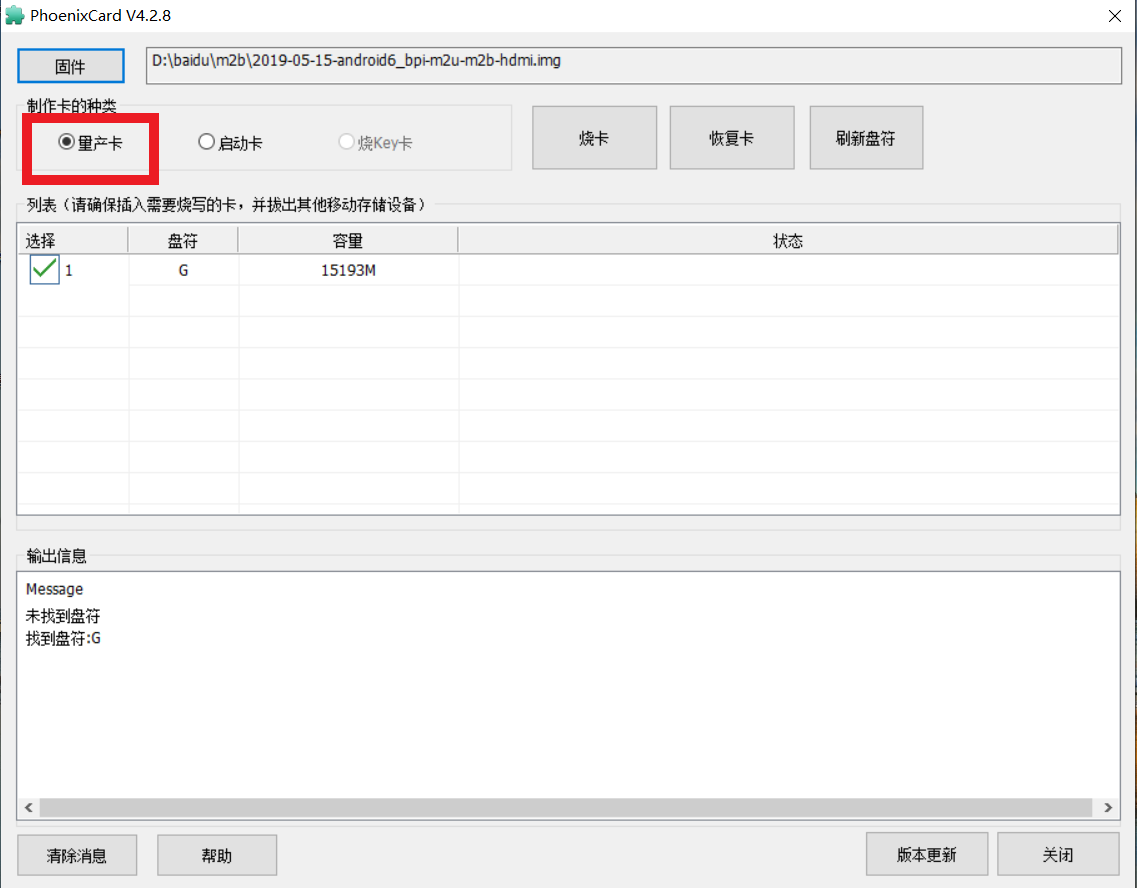 PhoenixCard V4.2.8
固件
D:\baidu\m2b\2019-05-15-android6_bpi-m2u-m2b-hdmi.img
制作卡的种类
量产卡 启动卡 烧Key卡 烧卡 恢复卡 刷新盘符
列表（请确保插入需要烧写的卡，并拔出其他移动存储设备）
选择 盘符 容量 状态
1 G 15193M
输出信息
Message
未找到盘符
找到盘符:G
清除消息 帮助 版本更新 关闭